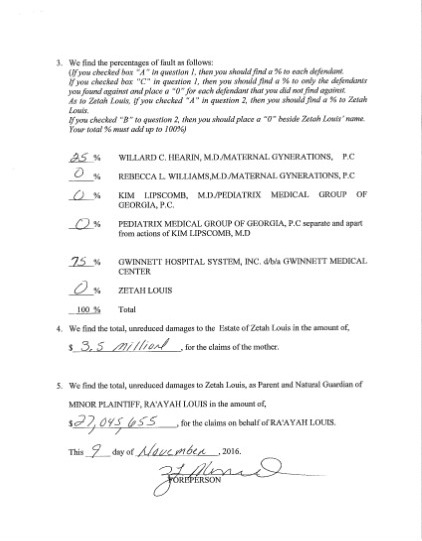 3. We find the percentages of fault as follows:
(If you checked box "A" in question 1, then you should find a % to each defendant.
If you checked box "C" in question 1, then you should find a % to only the defendants
you found against and place a "0" for each defendant that you did not find against.
As to Zetah Louis, if you checked "A" in question 2, then you should find a % to Zetah
Louis.
If you checked "B" to question 2, then you should place a "0" beside Zetah Louis' name.
Your total % must add up to 100%)
25 % WILLARD C. HEARIN, M.D./MATERNAL GYNERATIONS, P.C
0 % REBECCA L. WILLIAMS,M.D./MATERNAL GYNERATIONS, P.C
0 % KIM LIPSCOMB, M.D./PEDIATRIX MEDICAL GROUP OF
GEORGIA, P.C.
0 % PEDIATRIX MEDICAL GROUP OF GEORGIA, P.C separate and apart
from actions of KIM LIPSCOMB, M.D
75 % GWINNETT HOSPITAL SYSTEM, INC. d/b/a GWINNETT MEDICAL
CENTER
0 % ZETAH LOUIS
100 % Total
4. We find the total, unreduced damages to the Estate of Zetah Louis in the amount of,
$ 3.5 million , for the claims of the mother.
5. We find the total, unreduced damages to Zetah Louis, as Parent and Natural Guardian of
MINOR PLAINTIFF, RA'AYAH LOUIS in the amount of,
$ 27,045,655 , for the claims on behalf of RA'AYAH LOUIS.
This 9 day of November , 2016.
FOREPERSON